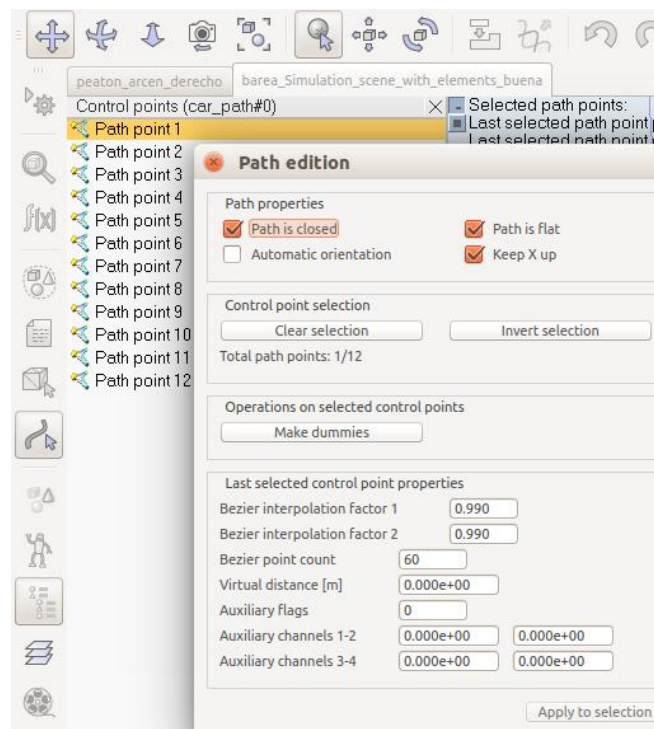 peaton_arcen_derecho
barea_Simulation_scene_with_elements_buena
Control points (car_path#0)
Selected path points:
Path point 1
Last selected path point
Path point 2
Last selected path point
Path point 3
Path point 4
Path point 5
Path point 6
Path point 7
Path point 8
Path point 9
Path point 10
Path point 11
Path point 12
Path edition
Path properties
Path is closed
Path is flat
Automatic orientation
Keep X up
Control point selection
Clear selection
Invert selection
Total path points: 1/12
Operations on selected control points
Make dummies
Last selected control point properties
Bezier interpolation factor 1 0.990
Bezier interpolation factor 2 0.990
Bezier point count 60
Virtual distance [m] 0.000e+00
Auxiliary flags 0
Auxiliary channels 1-2 0.000e+00 0.000e+00
Auxiliary channels 3-4 0.000e+00 0.000e+00
Apply to selection
f(x)